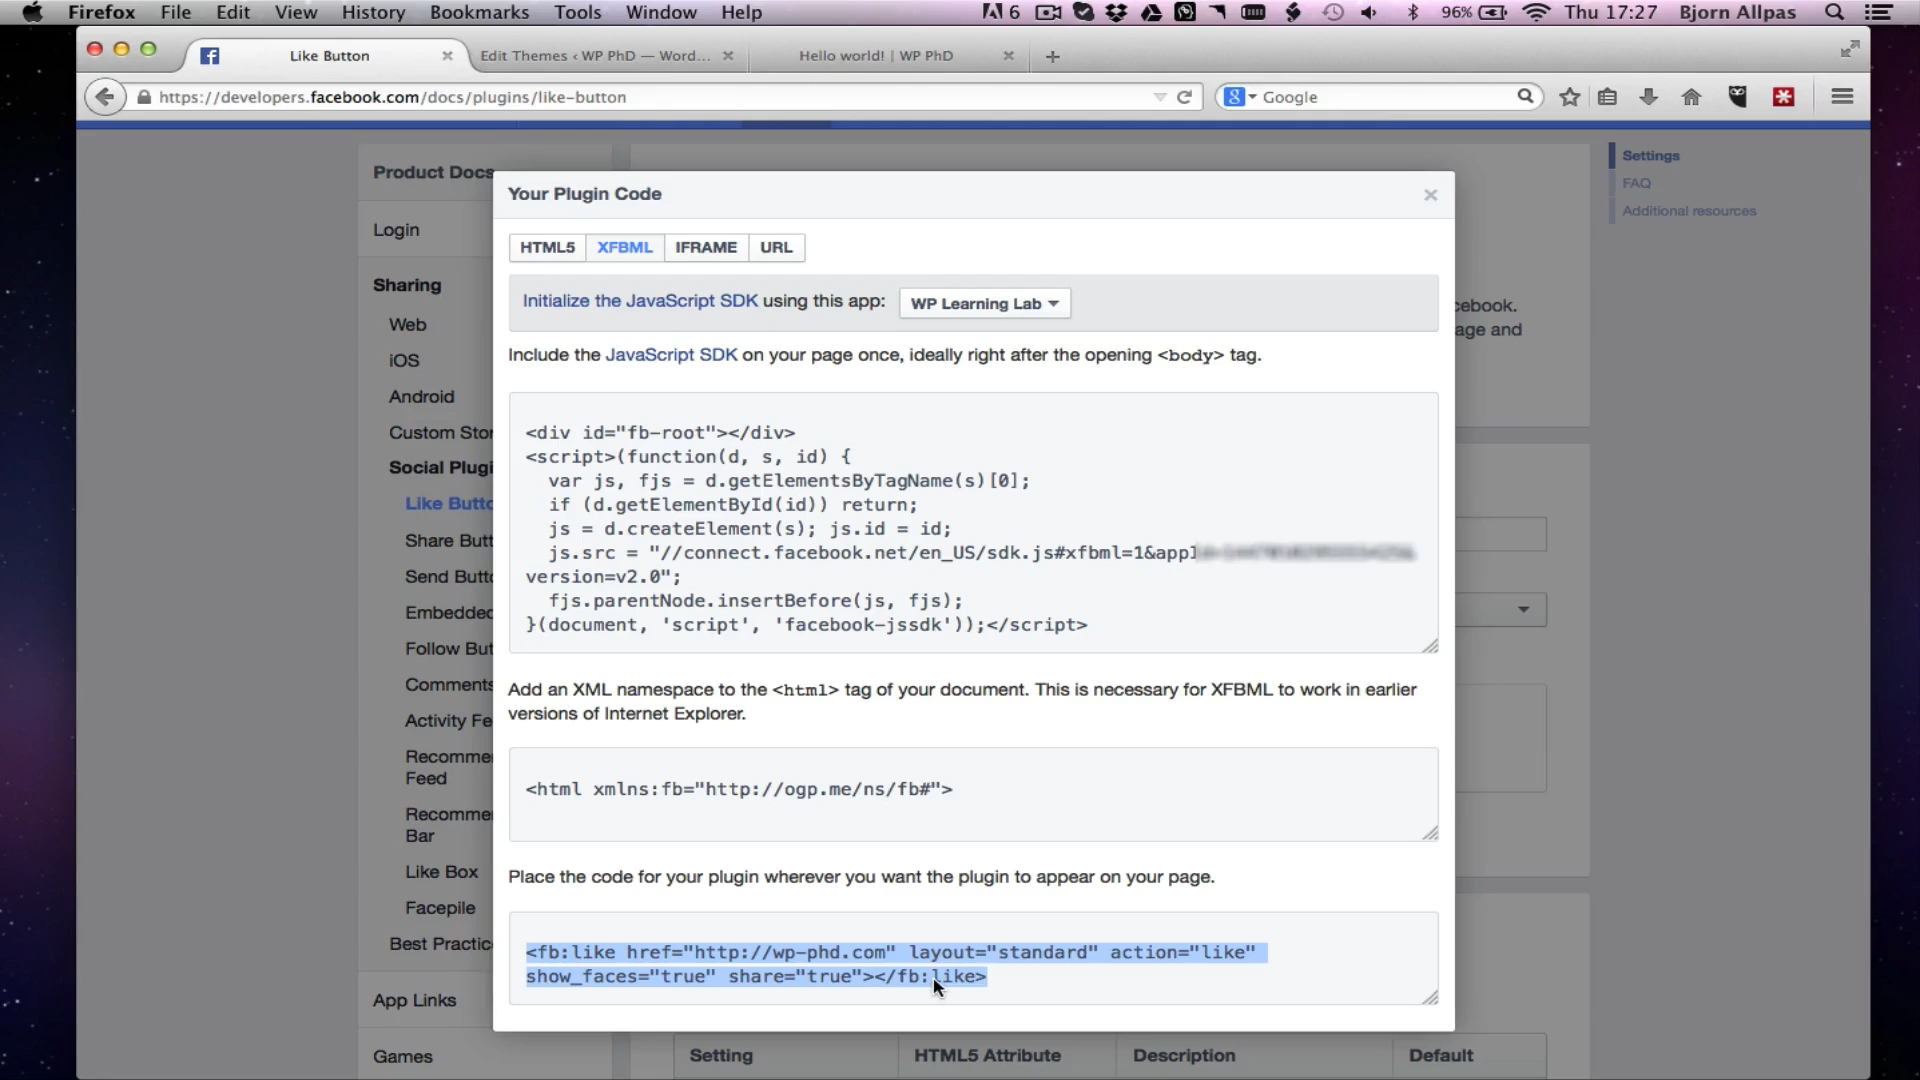 Firefox File Edit View History Bookmarks Tools Window Help 6 96% Thu 17:27 Bjorn Allpas
Like Button
Edit Themes ‹ WP PhD — Word...
Hello world! | WP PhD
https://developers.facebook.com/docs/plugins/like-button
Google
Product Docs
Login
Sharing
Web
iOS
Android
Custom Stor
Social Plugi
Like Butto
Share Butt
Send Butto
Embedded
Follow But
Comments
Activity Fe
Recommen
Feed
Recommen
Bar
Like Box
Facepile
Best Practic
App Links
Games
Your Plugin Code
HTML5 XFBML IFRAME URL
Initialize the JavaScript SDK using this app: WP Learning Lab
Include the JavaScript SDK on your page once, ideally right after the opening <body> tag.
<div id="fb-root"></div>
<script>(function(d, s, id) {
var js, fjs = d.getElementsByTagName(s)[0];
if (d.getElementById(id)) return;
js = d.createElement(s); js.id = id;
js.src = "//connect.facebook.net/en_US/sdk.js#xfbml=1&appI
version=v2.0";
fjs.parentNode.insertBefore(js, fjs);
}(document, 'script', 'facebook-jssdk'));</script>
Add an XML namespace to the <html> tag of your document. This is necessary for XFBML to work in earlier
versions of Internet Explorer.
<html xmlns:fb="http://ogp.me/ns/fb#">
Place the code for your plugin wherever you want the plugin to appear on your page.
<fb:like href="http://wp-phd.com" layout="standard" action="like"
show_faces="true" share="true"></fb:like>
Setting HTML5 Attribute Description Default
cebook.
age and
Settings
FAQ
Additional resources